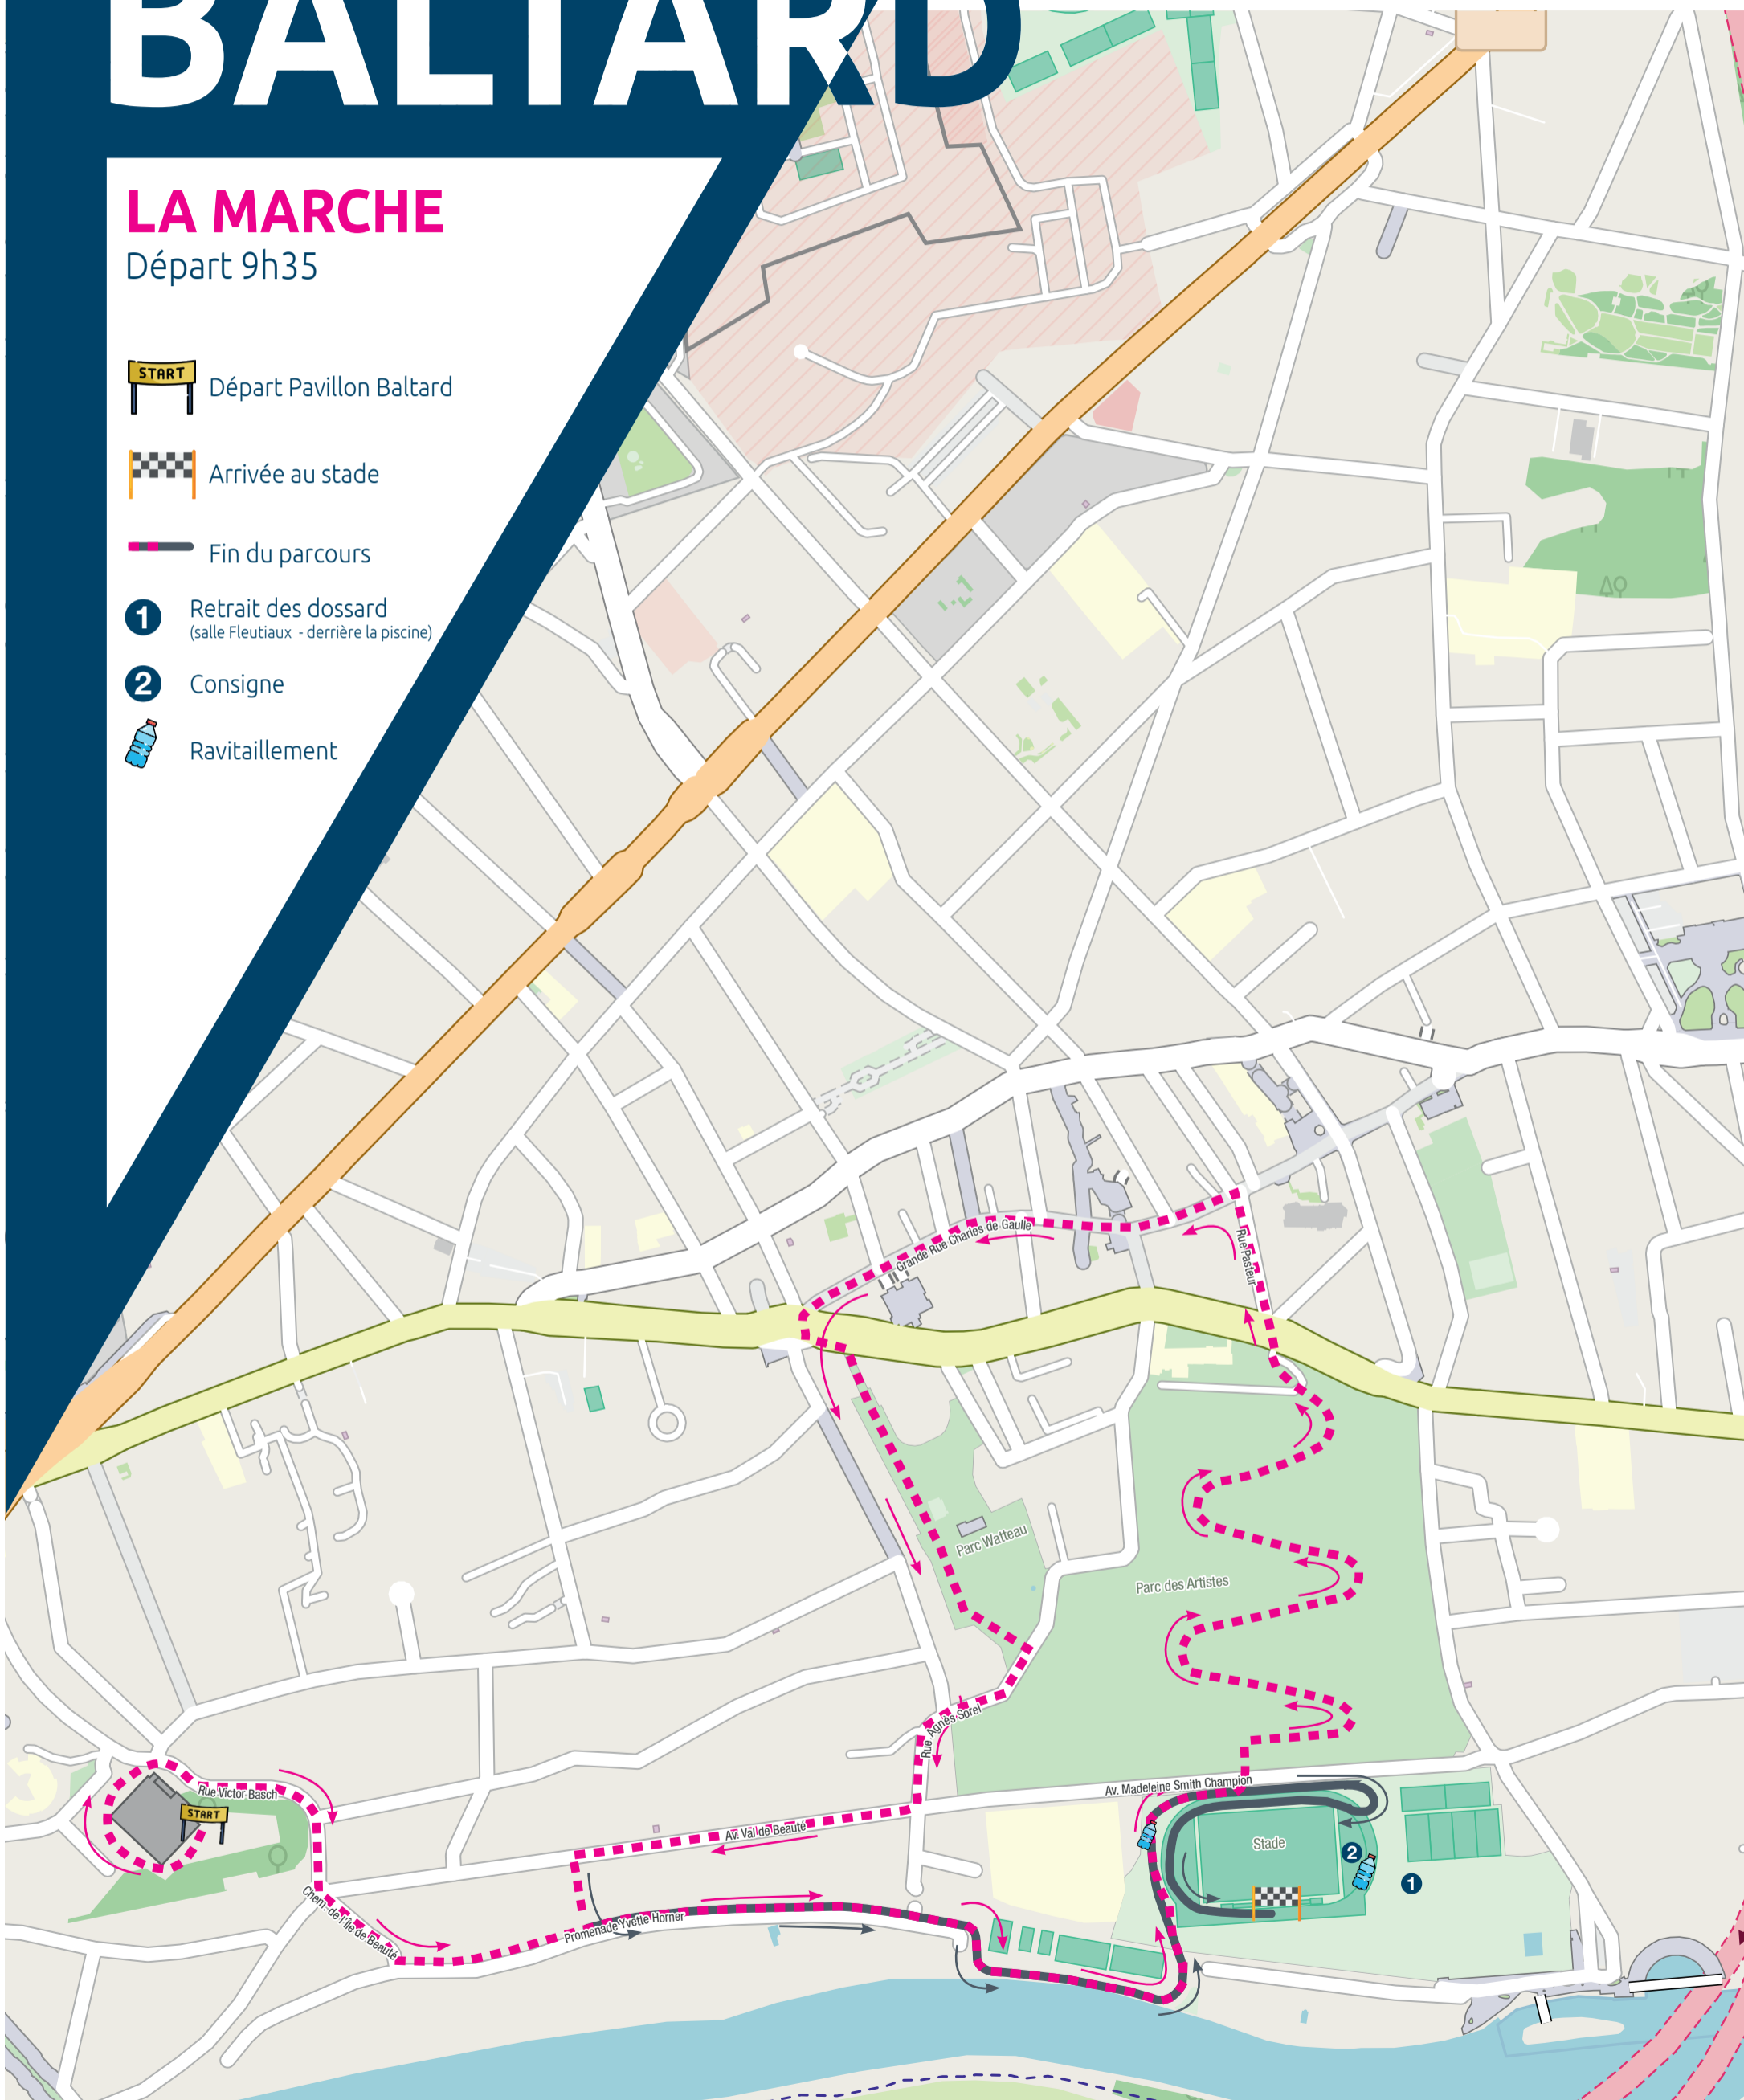 BALTARD
LA MARCHE
Départ 9h35
START
Départ Pavillon Baltard
Arrivée au stade
Fin du parcours
1
Retrait des dossard
(salle Fleutiaux - derrière la piscine)
2
Consigne
Ravitaillement
Grande Rue Charles de Gaulle
Rue Pasteur
Parc Watteau
Parc des Artistes
Rue Agnès Sorel
Av. Madeleine Smith Champion
Rue Victor Basch
START
Av. Val de Beauté
Stade
2
1
Chem. de l'Île de Beauté
Promenade Yvette Horner